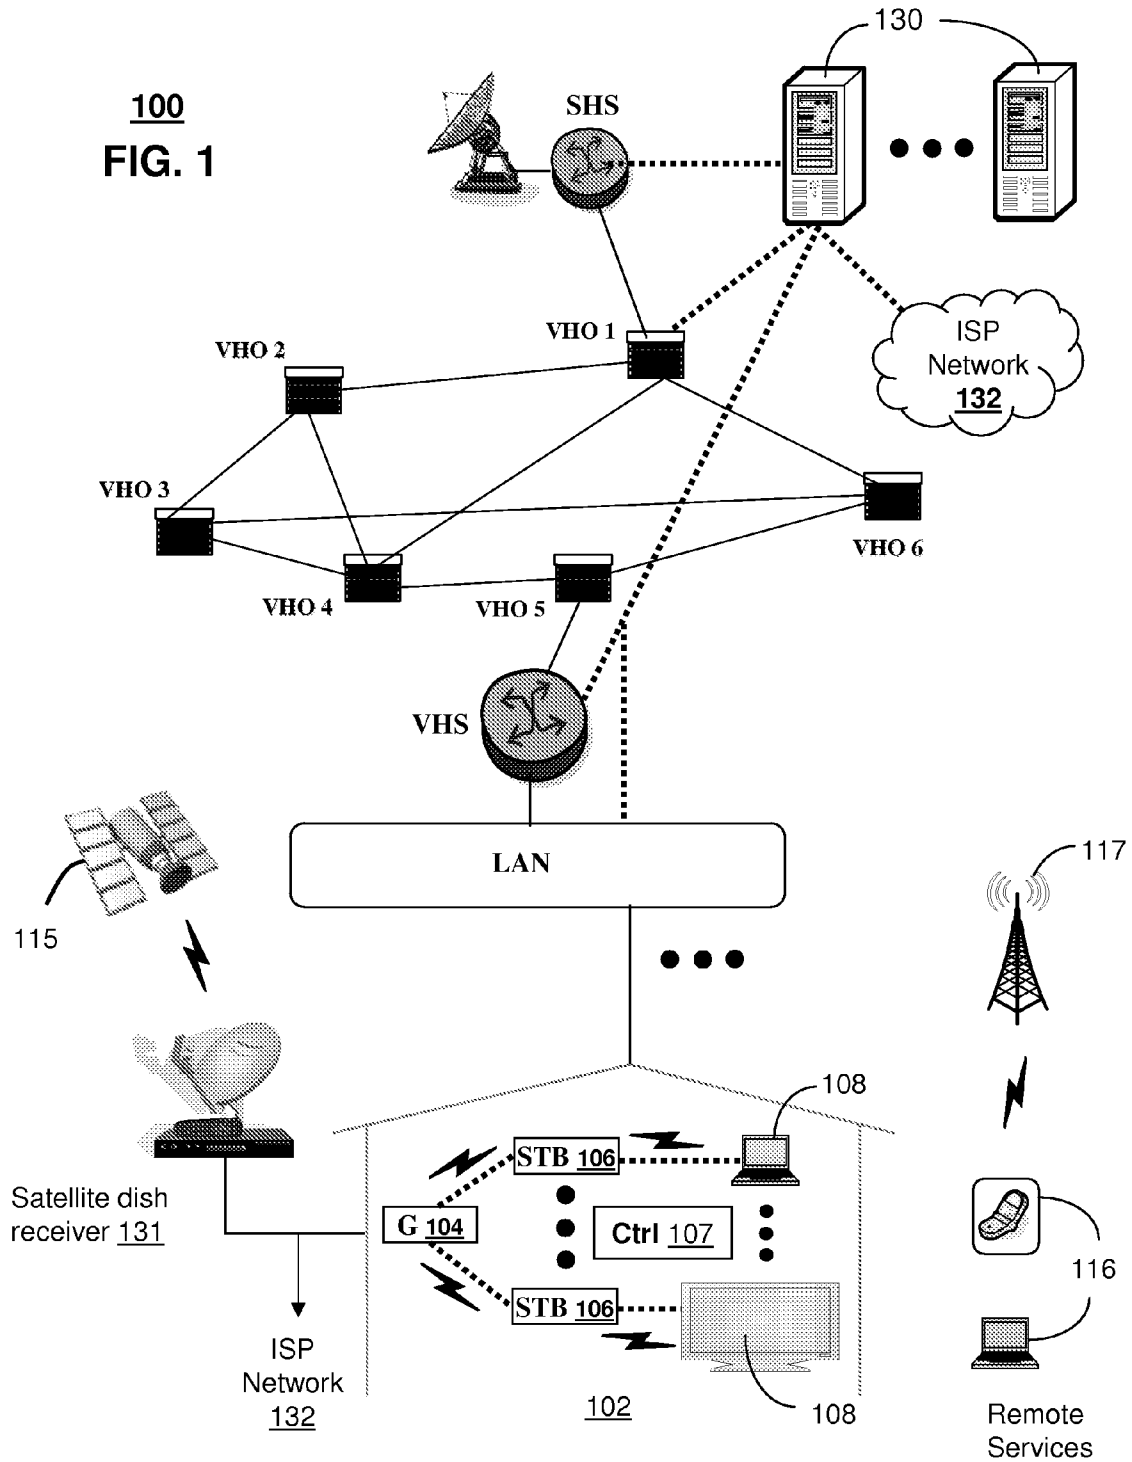 130
100
FIG. 1
SHS
ISP
Network
132
VHO 1
VHO 2
VHO 3
VHO 6
VHO 4
VHO 5
VHS
LAN
117
115
108
STB 106
Satellite dish
receiver 131
G 104
Ctrl 107
116
STB 106
ISP
Network
132
102
108
Remote
Services